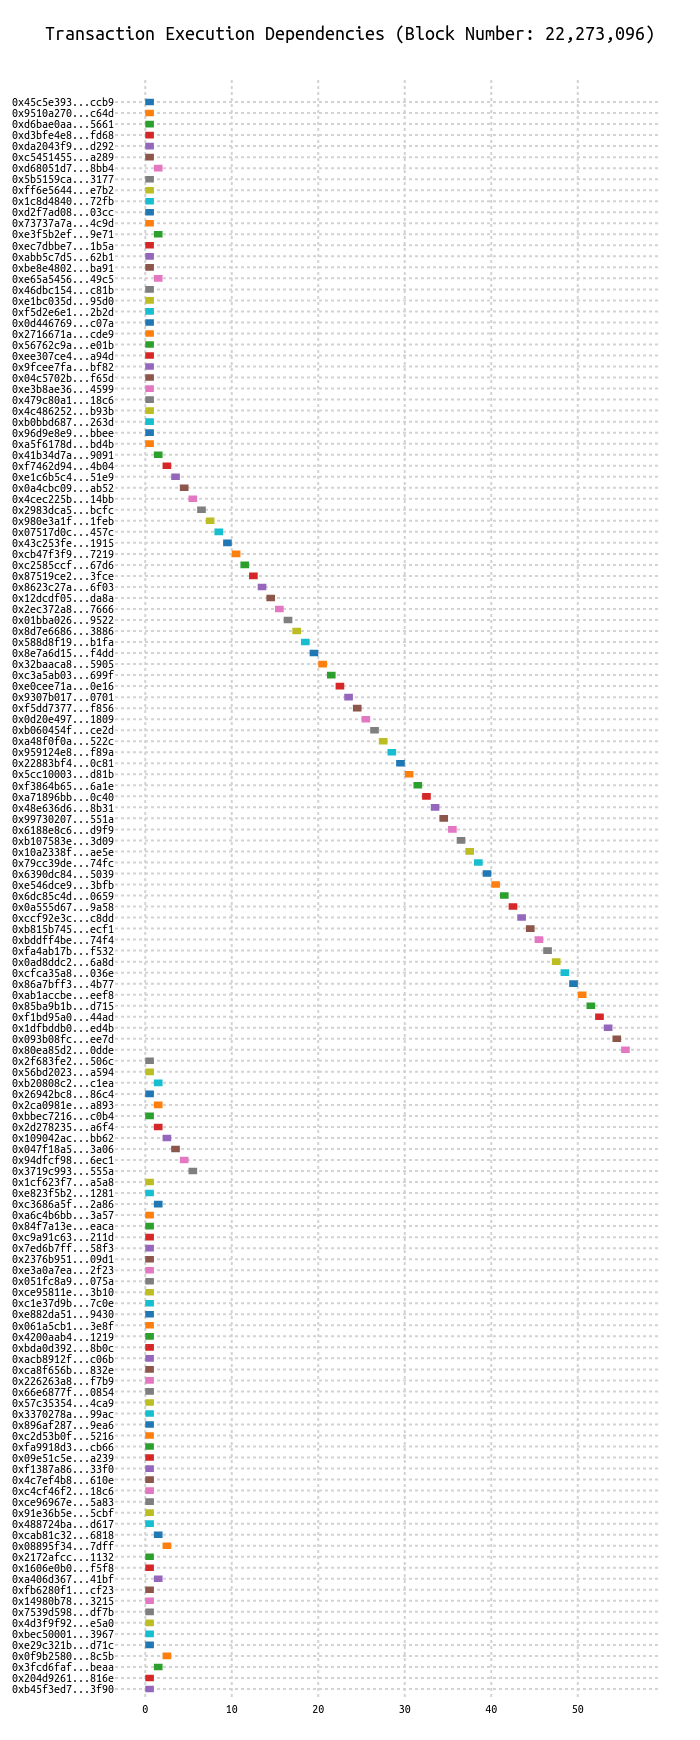 Transaction Execution Dependencies (Block Number: 22,273,096)
0x45c5e393...ccb9
0x9510a270...c64d
0xd6bae0aa...5661
0xd3bfe4e8...fd68
0xda2043f9...d292
0xc5451455...a289
0xd68051d7...8bb4
0x5b5159ca...3177
0xff6e5644...e7b2
0x1c8d4840...72fb
0xd2f7ad08...03cc
0x73737a7a...4c9d
0xe3f5b2ef...9e71
0xec7dbbe7...1b5a
0xabb5c7d5...62b1
0xbe8e4802...ba91
0xe65a5456...49c5
0x46dbc154...c81b
0xe1bc035d...95d0
0xf5d2e6e1...2b2d
0x0d446769...c07a
0x2716671a...cde9
0x56762c9a...e01b
0xee307ce4...a94d
0x9fcee7fa...bf82
0x04c5702b...f65d
0xe3b8ae36...4599
0x479c80a1...18c6
0x4c486252...b93b
0xb0bbd687...263d
0x96d9e8e9...bbee
0xa5f6178d...bd4b
0x41b34d7a...9091
0xf7462d94...4b04
0xe1c6b5c4...51e9
0x0a4cbc09...ab52
0x4cec225b...14bb
0x2983dca5...bcfc
0x980e3a1f...1feb
0x07517d0c...457c
0x43c253fe...1915
0xcb47f3f9...7219
0xc2585ccf...67d6
0x87519ce2...3fce
0x8623c27a...6f03
0x12dcdf05...da8a
0x2ec372a8...7666
0x01bba026...9522
0x8d7e6686...3886
0x588d8f19...b1fa
0x8e7a6d15...f4dd
0x32baaca8...5905
0xc3a5ab03...699f
0xe0cee71a...0e16
0x9307b017...0701
0xf5dd7377...f856
0x0d20e497...1809
0xb060454f...ce2d
0xa48f0f0a...522c
0x959124e8...f89a
0x22883bf4...0c81
0x5cc10003...d81b
0xf3864b65...6a1e
0xa71896bb...0c40
0x48e636d6...8b31
0x99730207...551a
0x6188e8c6...d9f9
0xb107583e...3d09
0x10a2338f...ae5e
0x79cc39de...74fc
0x6390dc84...5039
0xe546dce9...3bfb
0x6dc85c4d...0659
0x0a555d67...9a58
0xccf92e3c...c8dd
0xb815b745...ecf1
0xbddff4be...74f4
0xfa4ab17b...f532
0x0ad8ddc2...6a8d
0xcfca35a8...036e
0x86a7bff3...4b77
0xab1accbe...eef8
0x85ba9b1b...d715
0xf1bd95a0...44ad
0x1dfbddb0...ed4b
0x093b08fc...ee7d
0x80ea85d2...0dde
0x2f683fe2...506c
0x56bd2023...a594
0xb20808c2...c1ea
0x26942bc8...86c4
0x2ca0981e...a893
0xbbec7216...c0b4
0x2d278235...a6f4
0x109042ac...bb62
0x047f18a5...3a06
0x94dfcf98...6ec1
0x3719c993...555a
0x1cf623f7...a5a8
0xe823f5b2...1281
0xc3686a5f...2a86
0xa6c4b6bb...3a57
0x84f7a13e...eaca
0xc9a91c63...211d
0x7ed6b7ff...58f3
0x2376b951...09d1
0xe3a0a7ea...2f23
0x051fc8a9...075a
0xce95811e...3b10
0xc1e37d9b...7c0e
0xe882da51...9430
0x061a5cb1...3e8f
0x4200aab4...1219
0xbda0d392...8b0c
0xacb8912f...c06b
0xca8f656b...832e
0x226263a8...f7b9
0x66e6877f...0854
0x57c35354...4ca9
0x3370278a...99ac
0x896af287...9ea6
0xc2d53b0f...5216
0xfa9918d3...cb66
0x09e51c5e...a239
0xf1387a86...33f0
0x4c7ef4b8...610e
0xc4cf46f2...18c6
0xce96967e...5a83
0x91e36b5e...5cbf
0x488724ba...d617
0xcab81c32...6818
0x08895f34...7dff
0x2172afcc...1132
0x1606e0b0...f5f8
0xa406d367...41bf
0xfb6280f1...cf23
0x14980b78...3215
0x7539d598...df7b
0x4d3f9f92...e5a0
0xbec50001...3967
0xe29c321b...d71c
0x0f9b2580...8c5b
0x3fcd6faf...beaa
0x204d9261...816e
0xb45f3ed7...3f90
0 10 20 30 40 50